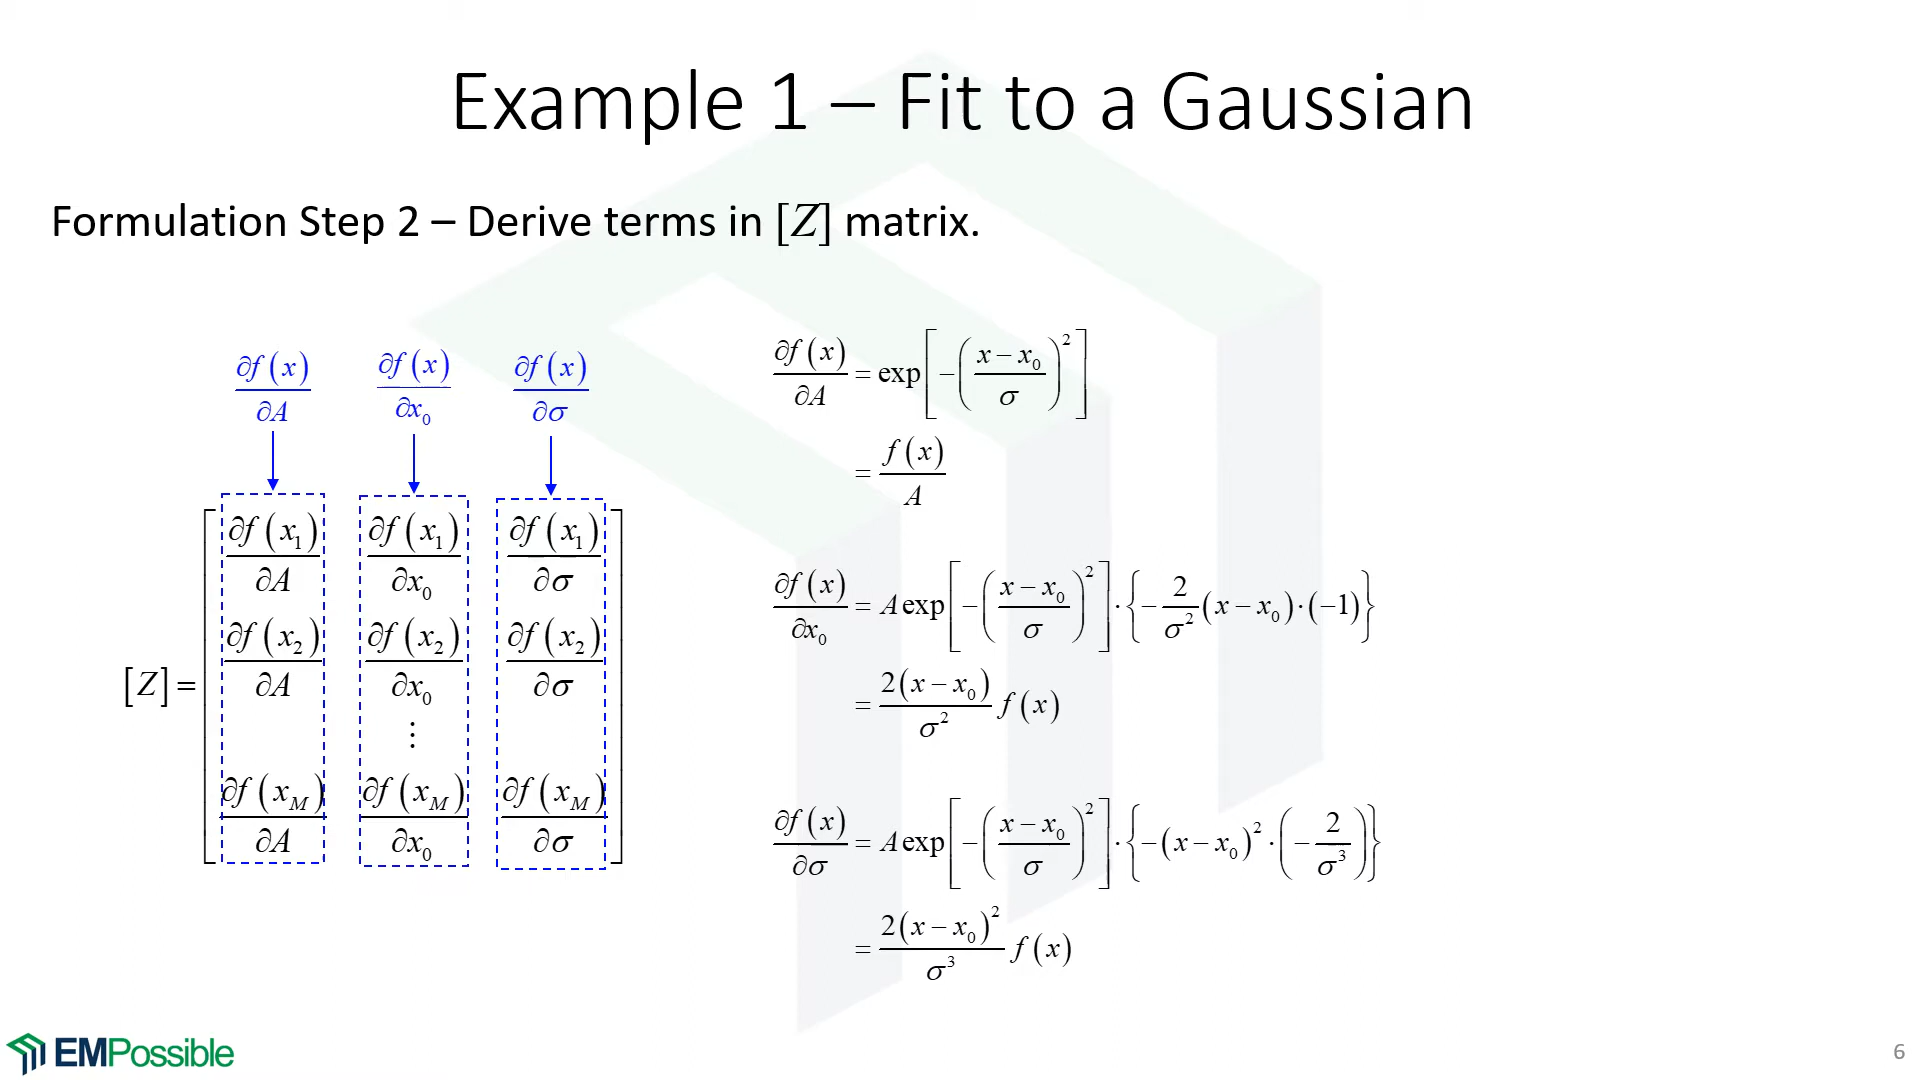 Example 1 – Fit to a Gaussian
Formulation Step 2 – Derive terms in [Z] matrix.
∂f(x)/∂A ∂f(x)/∂x₀ ∂f(x)/∂σ
[Z] = [ ∂f(x₁)/∂A ∂f(x₁)/∂x₀ ∂f(x₁)/∂σ
∂f(x₂)/∂A ∂f(x₂)/∂x₀ ∂f(x₂)/∂σ
⋮
∂f(x_M)/∂A ∂f(x_M)/∂x₀ ∂f(x_M)/∂σ ]
∂f(x)/∂A = exp[−((x−x₀)/σ)²]
= f(x)/A
∂f(x)/∂x₀ = A exp[−((x−x₀)/σ)²]·{−2/σ²(x−x₀)·(−1)}
= 2(x−x₀)/σ² f(x)
∂f(x)/∂σ = A exp[−((x−x₀)/σ)²]·{−(x−x₀)²·(−2/σ³)}
= 2(x−x₀)²/σ³ f(x)
EMPossible
6